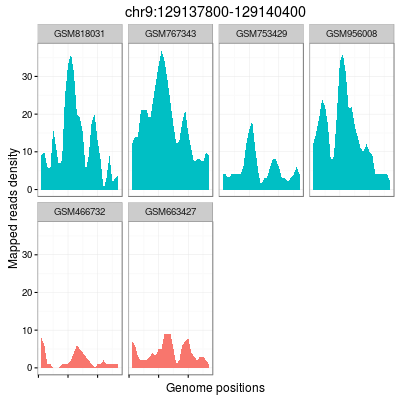 chr9:129137800-129140400
GSM818031 GSM767343 GSM753429 GSM956008
30
20
10
0
GSM466732 GSM663427
30
20
10
0
Mapped reads density
Genome positions